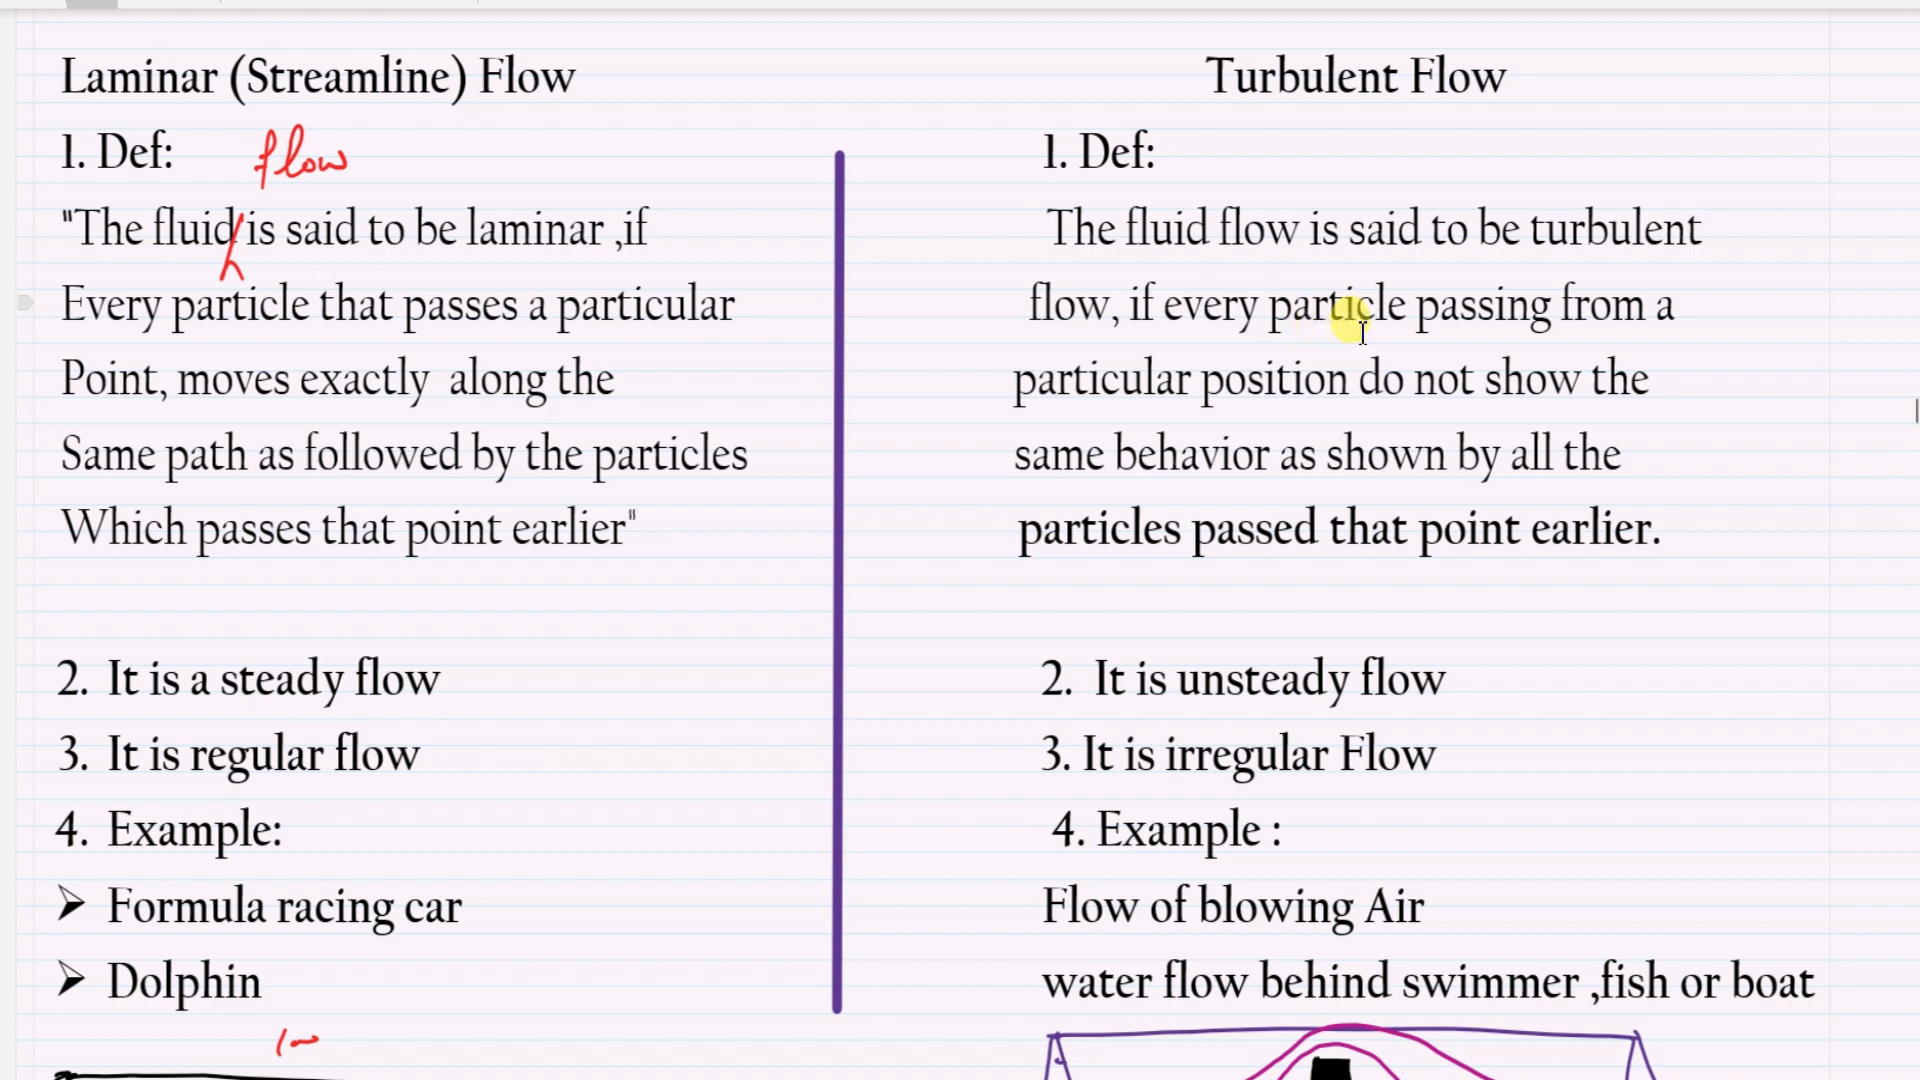 Laminar (Streamline) Flow
1. Def: flow
"The fluid is said to be laminar ,if
Every particle that passes a particular
Point, moves exactly along the
Same path as followed by the particles
Which passes that point earlier"
2. It is a steady flow
3. It is regular flow
4. Example:
➢ Formula racing car
➢ Dolphin
Turbulent Flow
1. Def:
The fluid flow is said to be turbulent
flow, if every particle passing from a
particular position do not show the
same behavior as shown by all the
particles passed that point earlier.
2. It is unsteady flow
3. It is irregular Flow
4. Example :
Flow of blowing Air
water flow behind swimmer ,fish or boat